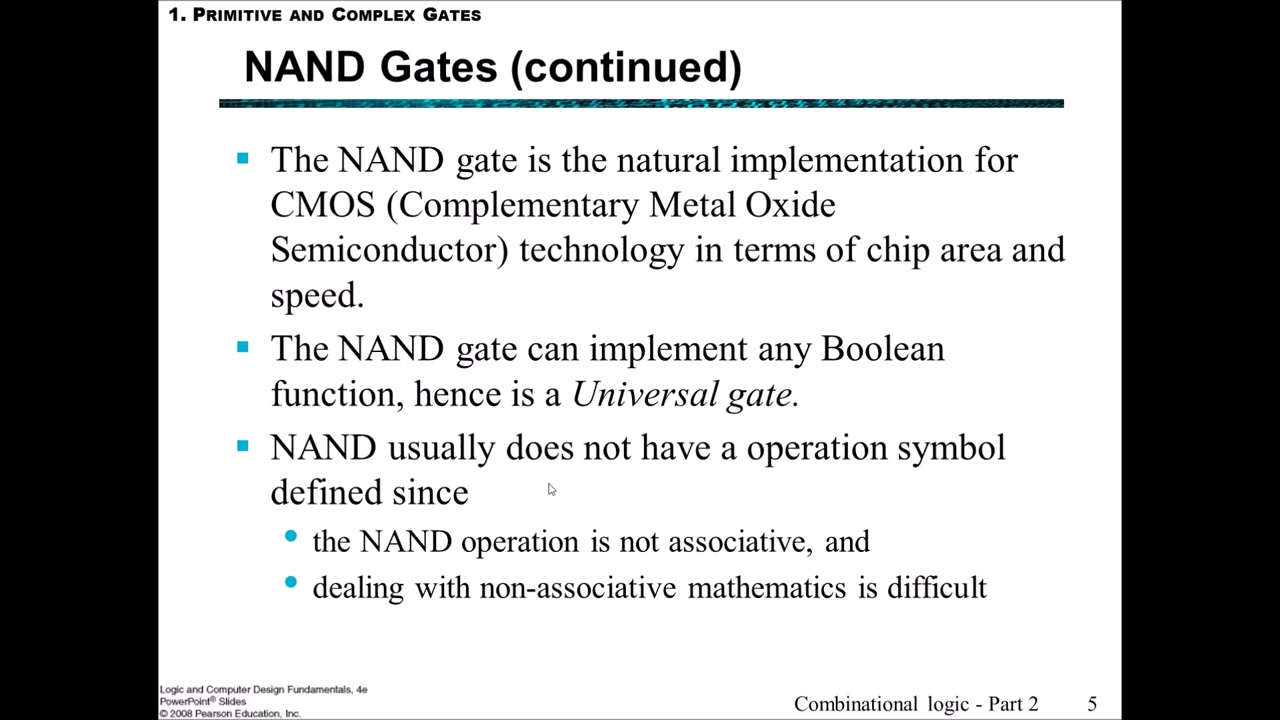 1. PRIMITIVE AND COMPLEX GATES
NAND Gates (continued)
The NAND gate is the natural implementation for
CMOS (Complementary Metal Oxide
Semiconductor) technology in terms of chip area and
speed.
The NAND gate can implement any Boolean
function, hence is a Universal gate.
NAND usually does not have a operation symbol
defined since
the NAND operation is not associative, and
dealing with non-associative mathematics is difficult
Logic and Computer Design Fundamentals, 4e
PowerPoint® Slides
© 2008 Pearson Education, Inc.
Combinational logic - Part 2 5